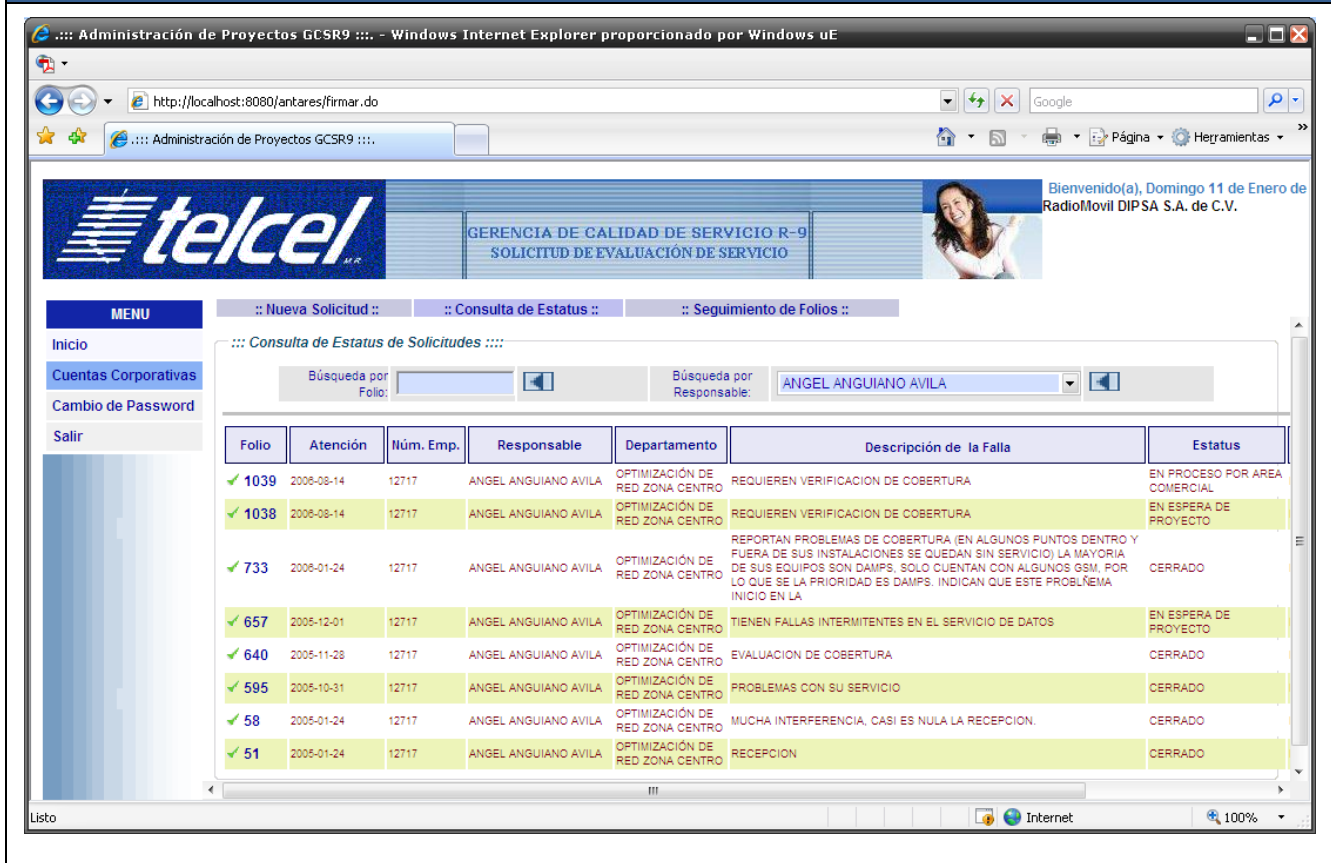 .::: Administración de Proyectos GCSR9 :::. - Windows Internet Explorer proporcionado por Windows uE
http://localhost:8080/antares/firmar.do
Google
.::: Administración de Proyectos GCSR9 :::.
Página
Herramientas
telcel
M.R.
GERENCIA DE CALIDAD DE SERVICIO R-9
SOLICITUD DE EVALUACIÓN DE SERVICIO
Bienvenido(a), Domingo 11 de Enero de
RadioMovil DIPSA S.A. de C.V.
MENU
Inicio
Cuentas Corporativas
Cambio de Password
Salir
:: Nueva Solicitud :: :: Consulta de Estatus :: :: Seguimiento de Folios ::
::: Consulta de Estatus de Solicitudes ::::
Búsqueda por
Folio:
Búsqueda por
Responsable:
ANGEL ANGUIANO AVILA
Folio Atención Núm. Emp. Responsable Departamento Descripción de la Falla Estatus
1039 2006-08-14 12717 ANGEL ANGUIANO AVILA OPTIMIZACIÓN DE REQUIEREN VERIFICACION DE COBERTURA EN PROCESO POR AREA
RED ZONA CENTRO COMERCIAL
1038 2006-08-14 12717 ANGEL ANGUIANO AVILA OPTIMIZACIÓN DE REQUIEREN VERIFICACION DE COBERTURA EN ESPERA DE
RED ZONA CENTRO PROYECTO
REPORTAN PROBLEMAS DE COBERTURA (EN ALGUNOS PUNTOS DENTRO Y
FUERA DE SUS INSTALACIONES SE QUEDAN SIN SERVICIO) LA MAYORIA
733 2006-01-24 12717 ANGEL ANGUIANO AVILA OPTIMIZACIÓN DE DE SUS EQUIPOS SON DAMPS, SOLO CUENTAN CON ALGUNOS GSM, POR CERRADO
RED ZONA CENTRO LO QUE SE LA PRIORIDAD ES DAMPS. INDICAN QUE ESTE PROBLÑEMA
INICIO EN LA
657 2005-12-01 12717 ANGEL ANGUIANO AVILA OPTIMIZACIÓN DE TIENEN FALLAS INTERMITENTES EN EL SERVICIO DE DATOS EN ESPERA DE
RED ZONA CENTRO PROYECTO
640 2005-11-28 12717 ANGEL ANGUIANO AVILA OPTIMIZACIÓN DE EVALUACION DE COBERTURA CERRADO
RED ZONA CENTRO
595 2005-10-31 12717 ANGEL ANGUIANO AVILA OPTIMIZACIÓN DE PROBLEMAS CON SU SERVICIO CERRADO
RED ZONA CENTRO
58 2005-01-24 12717 ANGEL ANGUIANO AVILA OPTIMIZACIÓN DE MUCHA INTERFERENCIA, CASI ES NULA LA RECEPCION. CERRADO
RED ZONA CENTRO
51 2005-01-24 12717 ANGEL ANGUIANO AVILA OPTIMIZACIÓN DE RECEPCION CERRADO
RED ZONA CENTRO
Listo
Internet
100%